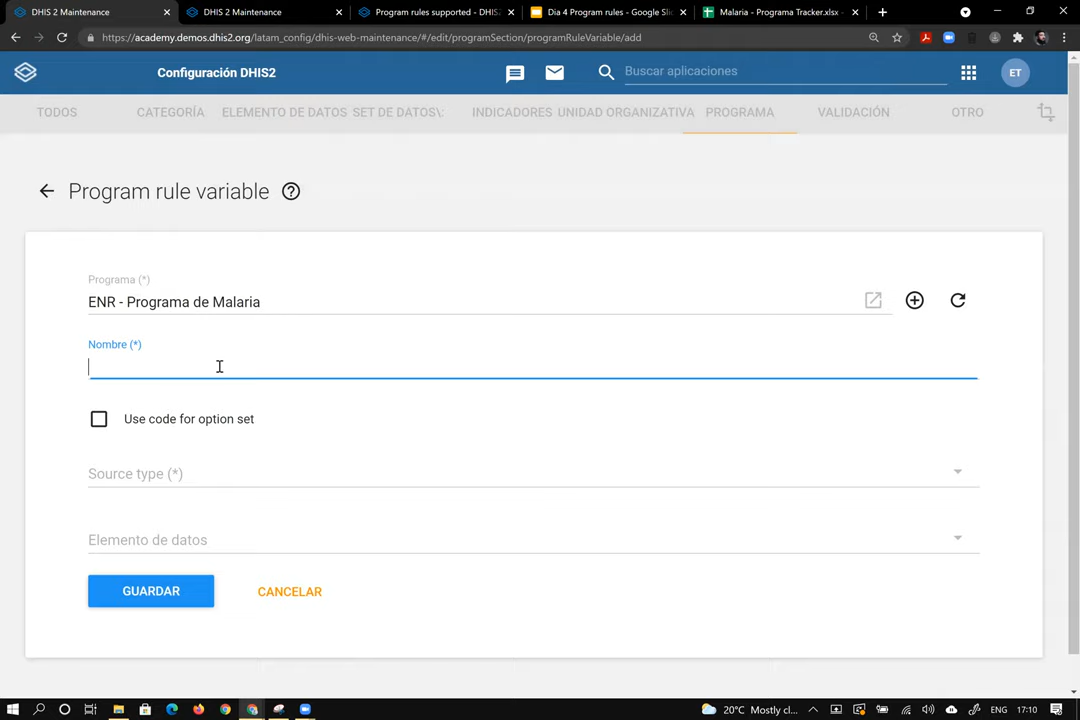 DHIS 2 Maintenance
DHIS 2 Maintenance
Program rules supported - DHIS
Dia 4 Program rules - Google Slid
Malaria - Programa Tracker.xlsx -
https://academy.demos.dhis2.org/latam_config/dhis-web-maintenance/#/edit/programSection/programRuleVariable/add
Configuración DHIS2
Buscar aplicaciones
ET
TODOS
CATEGORÍA
ELEMENTO DE DATOS
SET DE DATOS\:
INDICADORES
UNIDAD ORGANIZATIVA
PROGRAMA
VALIDACIÓN
OTRO
Program rule variable
Programa (*)
ENR - Programa de Malaria
Nombre (*)
Use code for option set
Source type (*)
Elemento de datos
GUARDAR
CANCELAR
20°C Mostly cl...
ENG
17:10